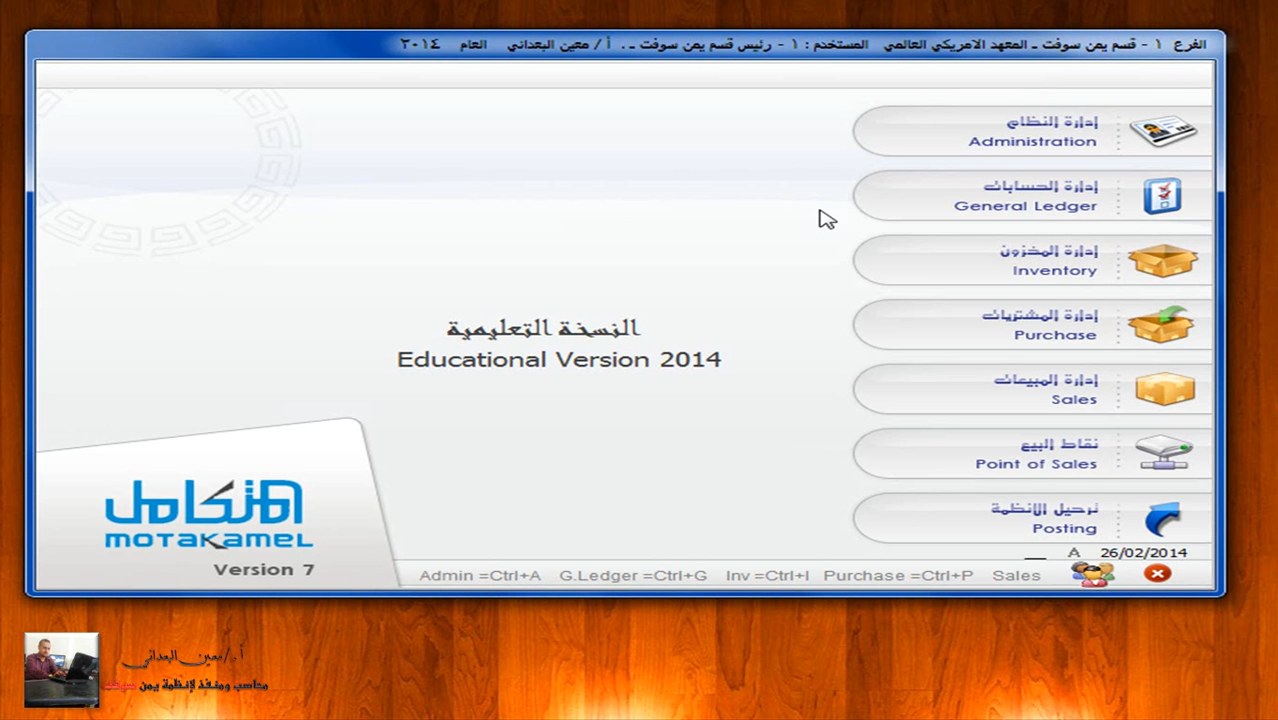 الفرع ١ - قسم يمن سوفت ـ المعهد الامريكي العالمي المستخدم : ١ - رئيس قسم يمن سوفت ـ . أ / معين البعداني العام ٢٠١٤
إدارة النظام
Administration
إدارة الحسابات
General Ledger
إدارة المخزون
Inventory
إدارة المشتريات
Purchase
إدارة المبيعات
Sales
نقاط البيع
Point of Sales
ترحيل الانظمة
Posting
النسخة التعليمية
Educational Version 2014
المتكامل
MOTAKAMEL
Version 7
__ A 26/02/2014
Admin =Ctrl+A G.Ledger =Ctrl+G Inv =Ctrl+I Purchase =Ctrl+P Sales
أ./معين البعداني
محاسب ومنفذ لإنظمة يمن سوفت